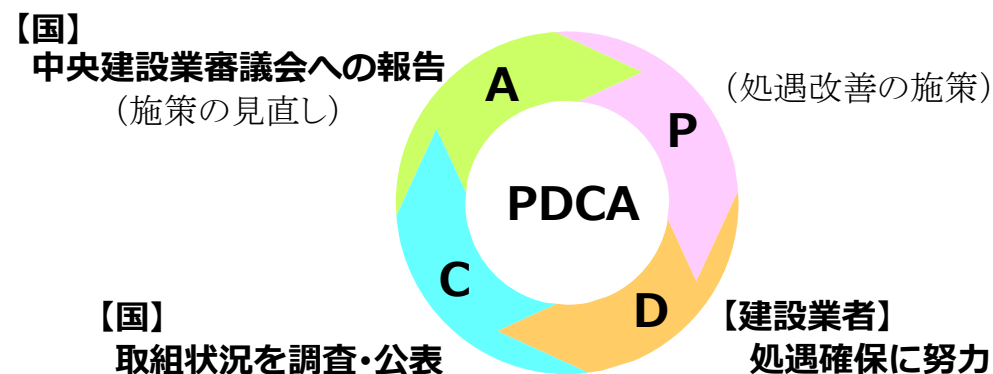 【国】
中央建設業審議会への報告
（施策の見直し）
A
P
（処遇改善の施策）
PDCA
C
D
【国】
取組状況を調査・公表
【建設業者】
処遇確保に努力